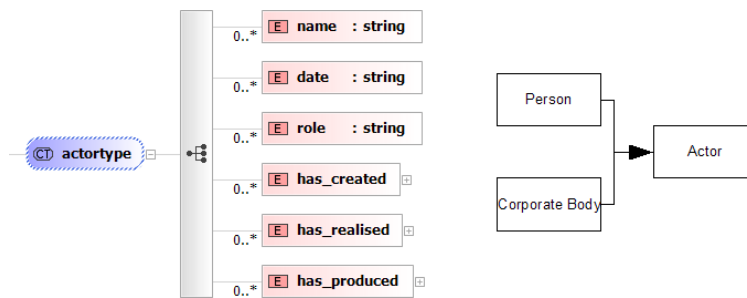 name : string
0..*
date : string
0..*
role : string
0..*
CT actortype
has_created
0..*
has_realised
0..*
has_produced
0..*
E
E
E
E
E
E
Person
Actor
Corporate Body